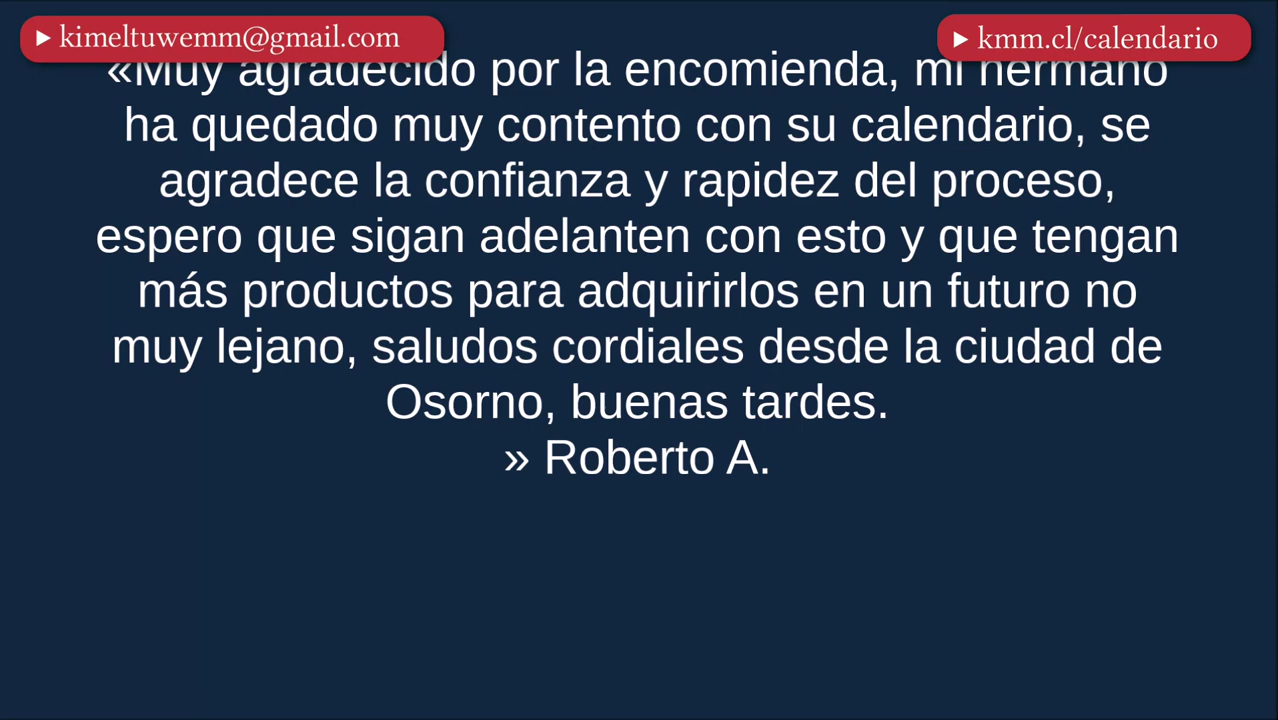 kimeltuwemm@gmail.com
kmm.cl/calendario
«Muy agradecido por la encomienda, mi hermano
ha quedado muy contento con su calendario, se
agradece la confianza y rapidez del proceso,
espero que sigan adelanten con esto y que tengan
más productos para adquirirlos en un futuro no
muy lejano, saludos cordiales desde la ciudad de
Osorno, buenas tardes.
» Roberto A.